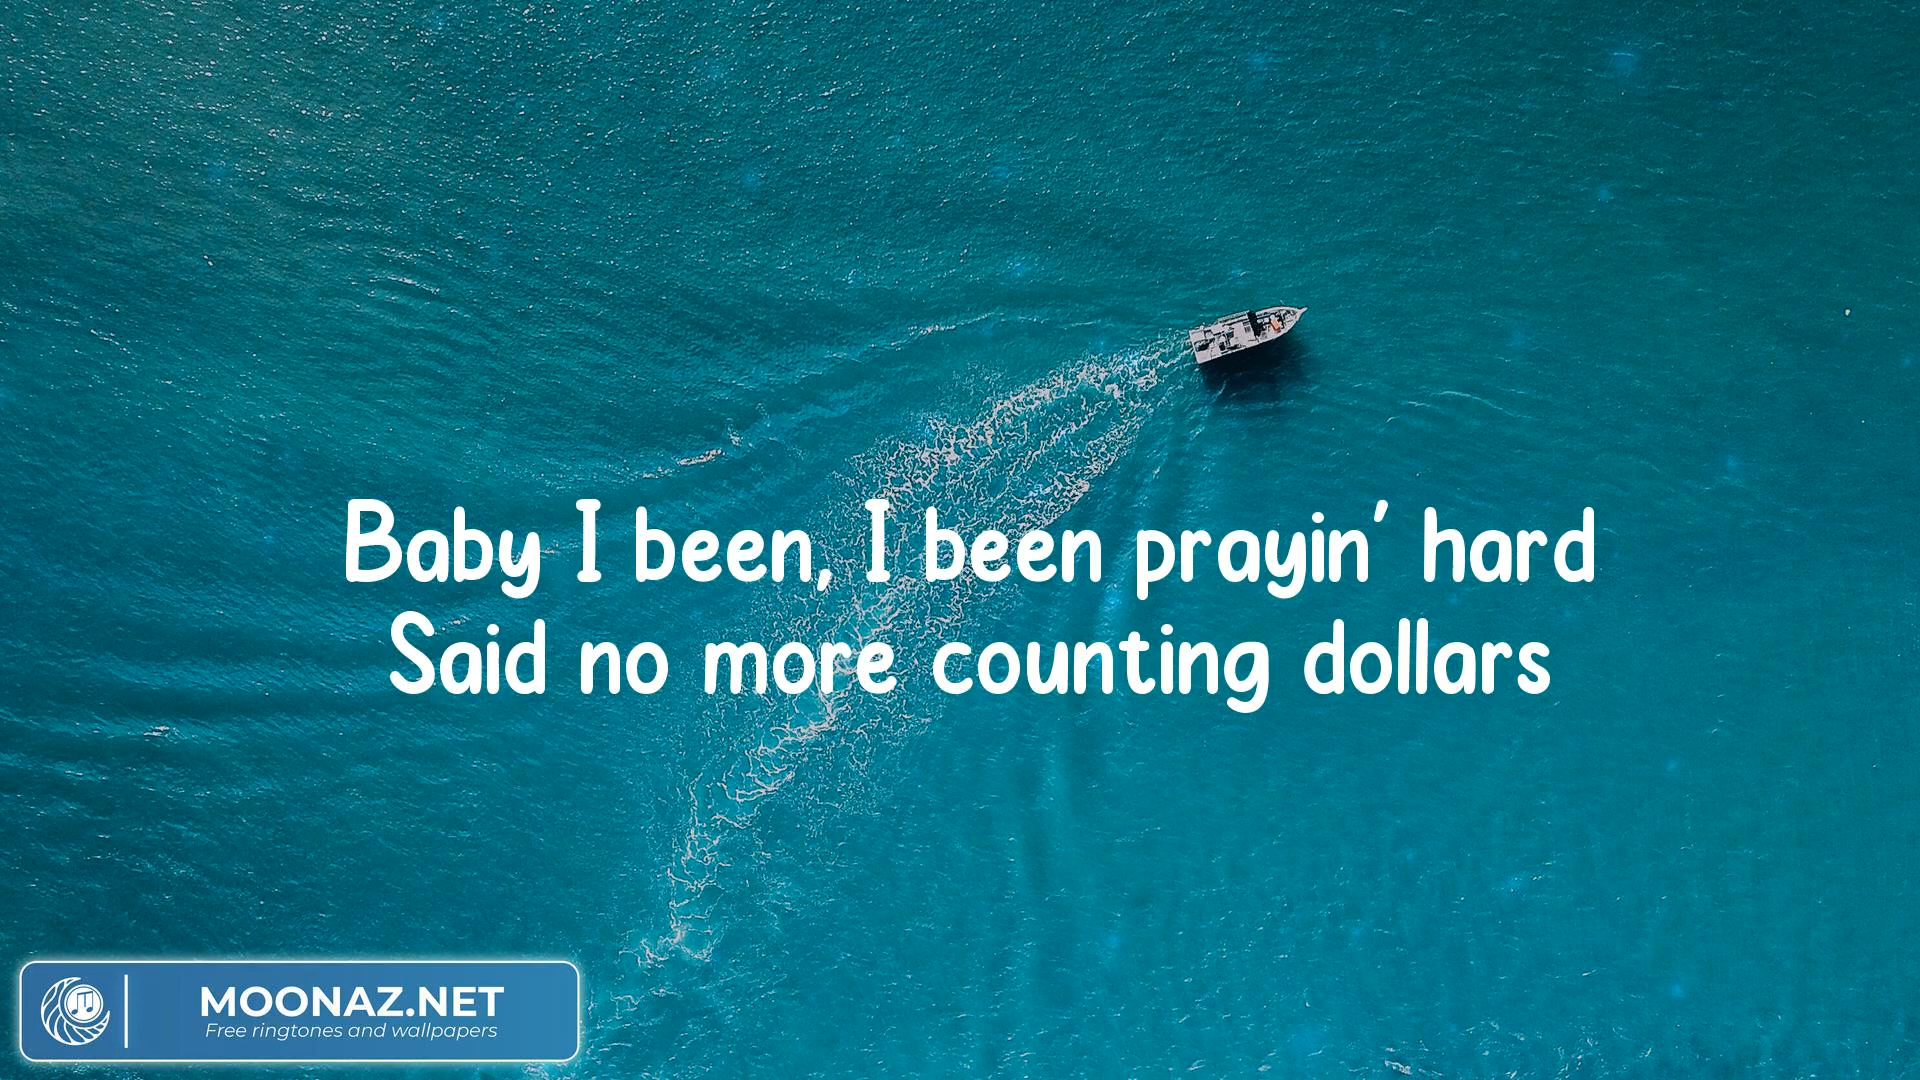 Baby I been, I been prayin' hard
Said no more counting dollars
MOONAZ.NET
Free ringtones and wallpapers